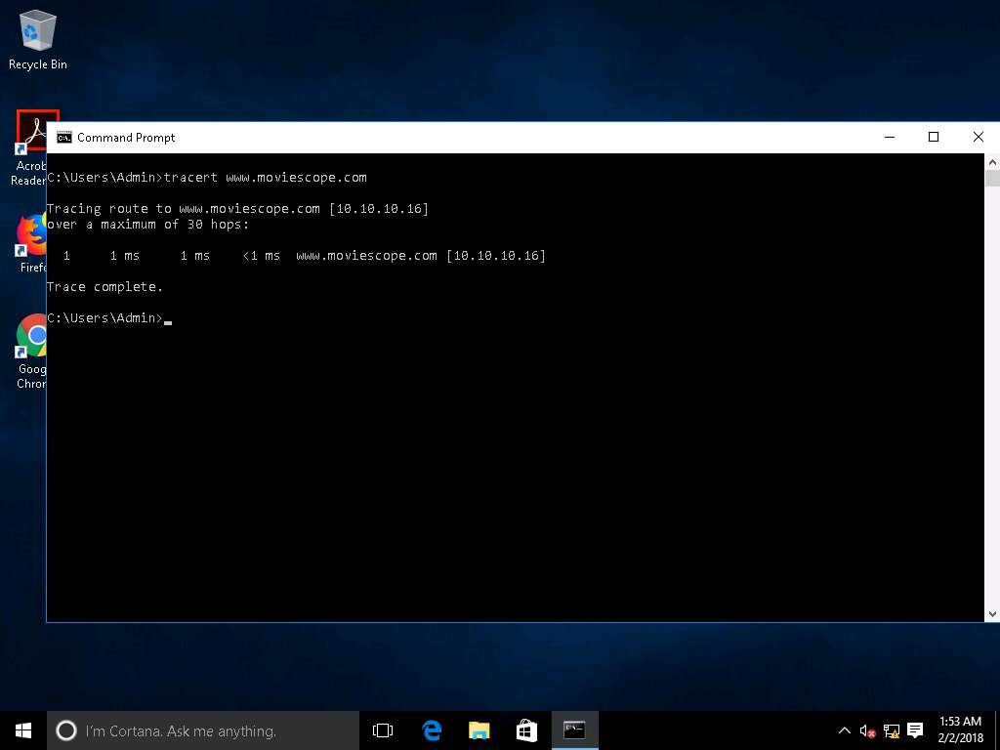 Recycle Bin
Acrob
Reader
Firefo
Goog
Chron
Command Prompt
C:\Users\Admin>tracert www.moviescope.com
Tracing route to www.moviescope.com [10.10.10.16]
over a maximum of 30 hops:
1 1 ms 1 ms <1 ms www.moviescope.com [10.10.10.16]
Trace complete.
C:\Users\Admin>
I'm Cortana. Ask me anything.
1:53 AM
2/2/2018